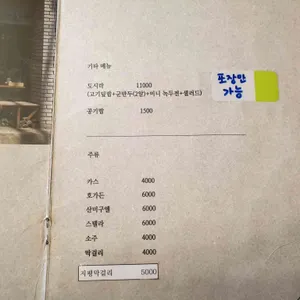 기타 메뉴
도시락 11000
포장만
가능
(고기덮밥+군만두(2알)+미니 녹두전+샐러드)
공기밥 1500
주류
카스 4000
호가든 6000
산미구엘 6000
스텔라 6000
소주 4000
막걸리 4000
지평막걸리 5000